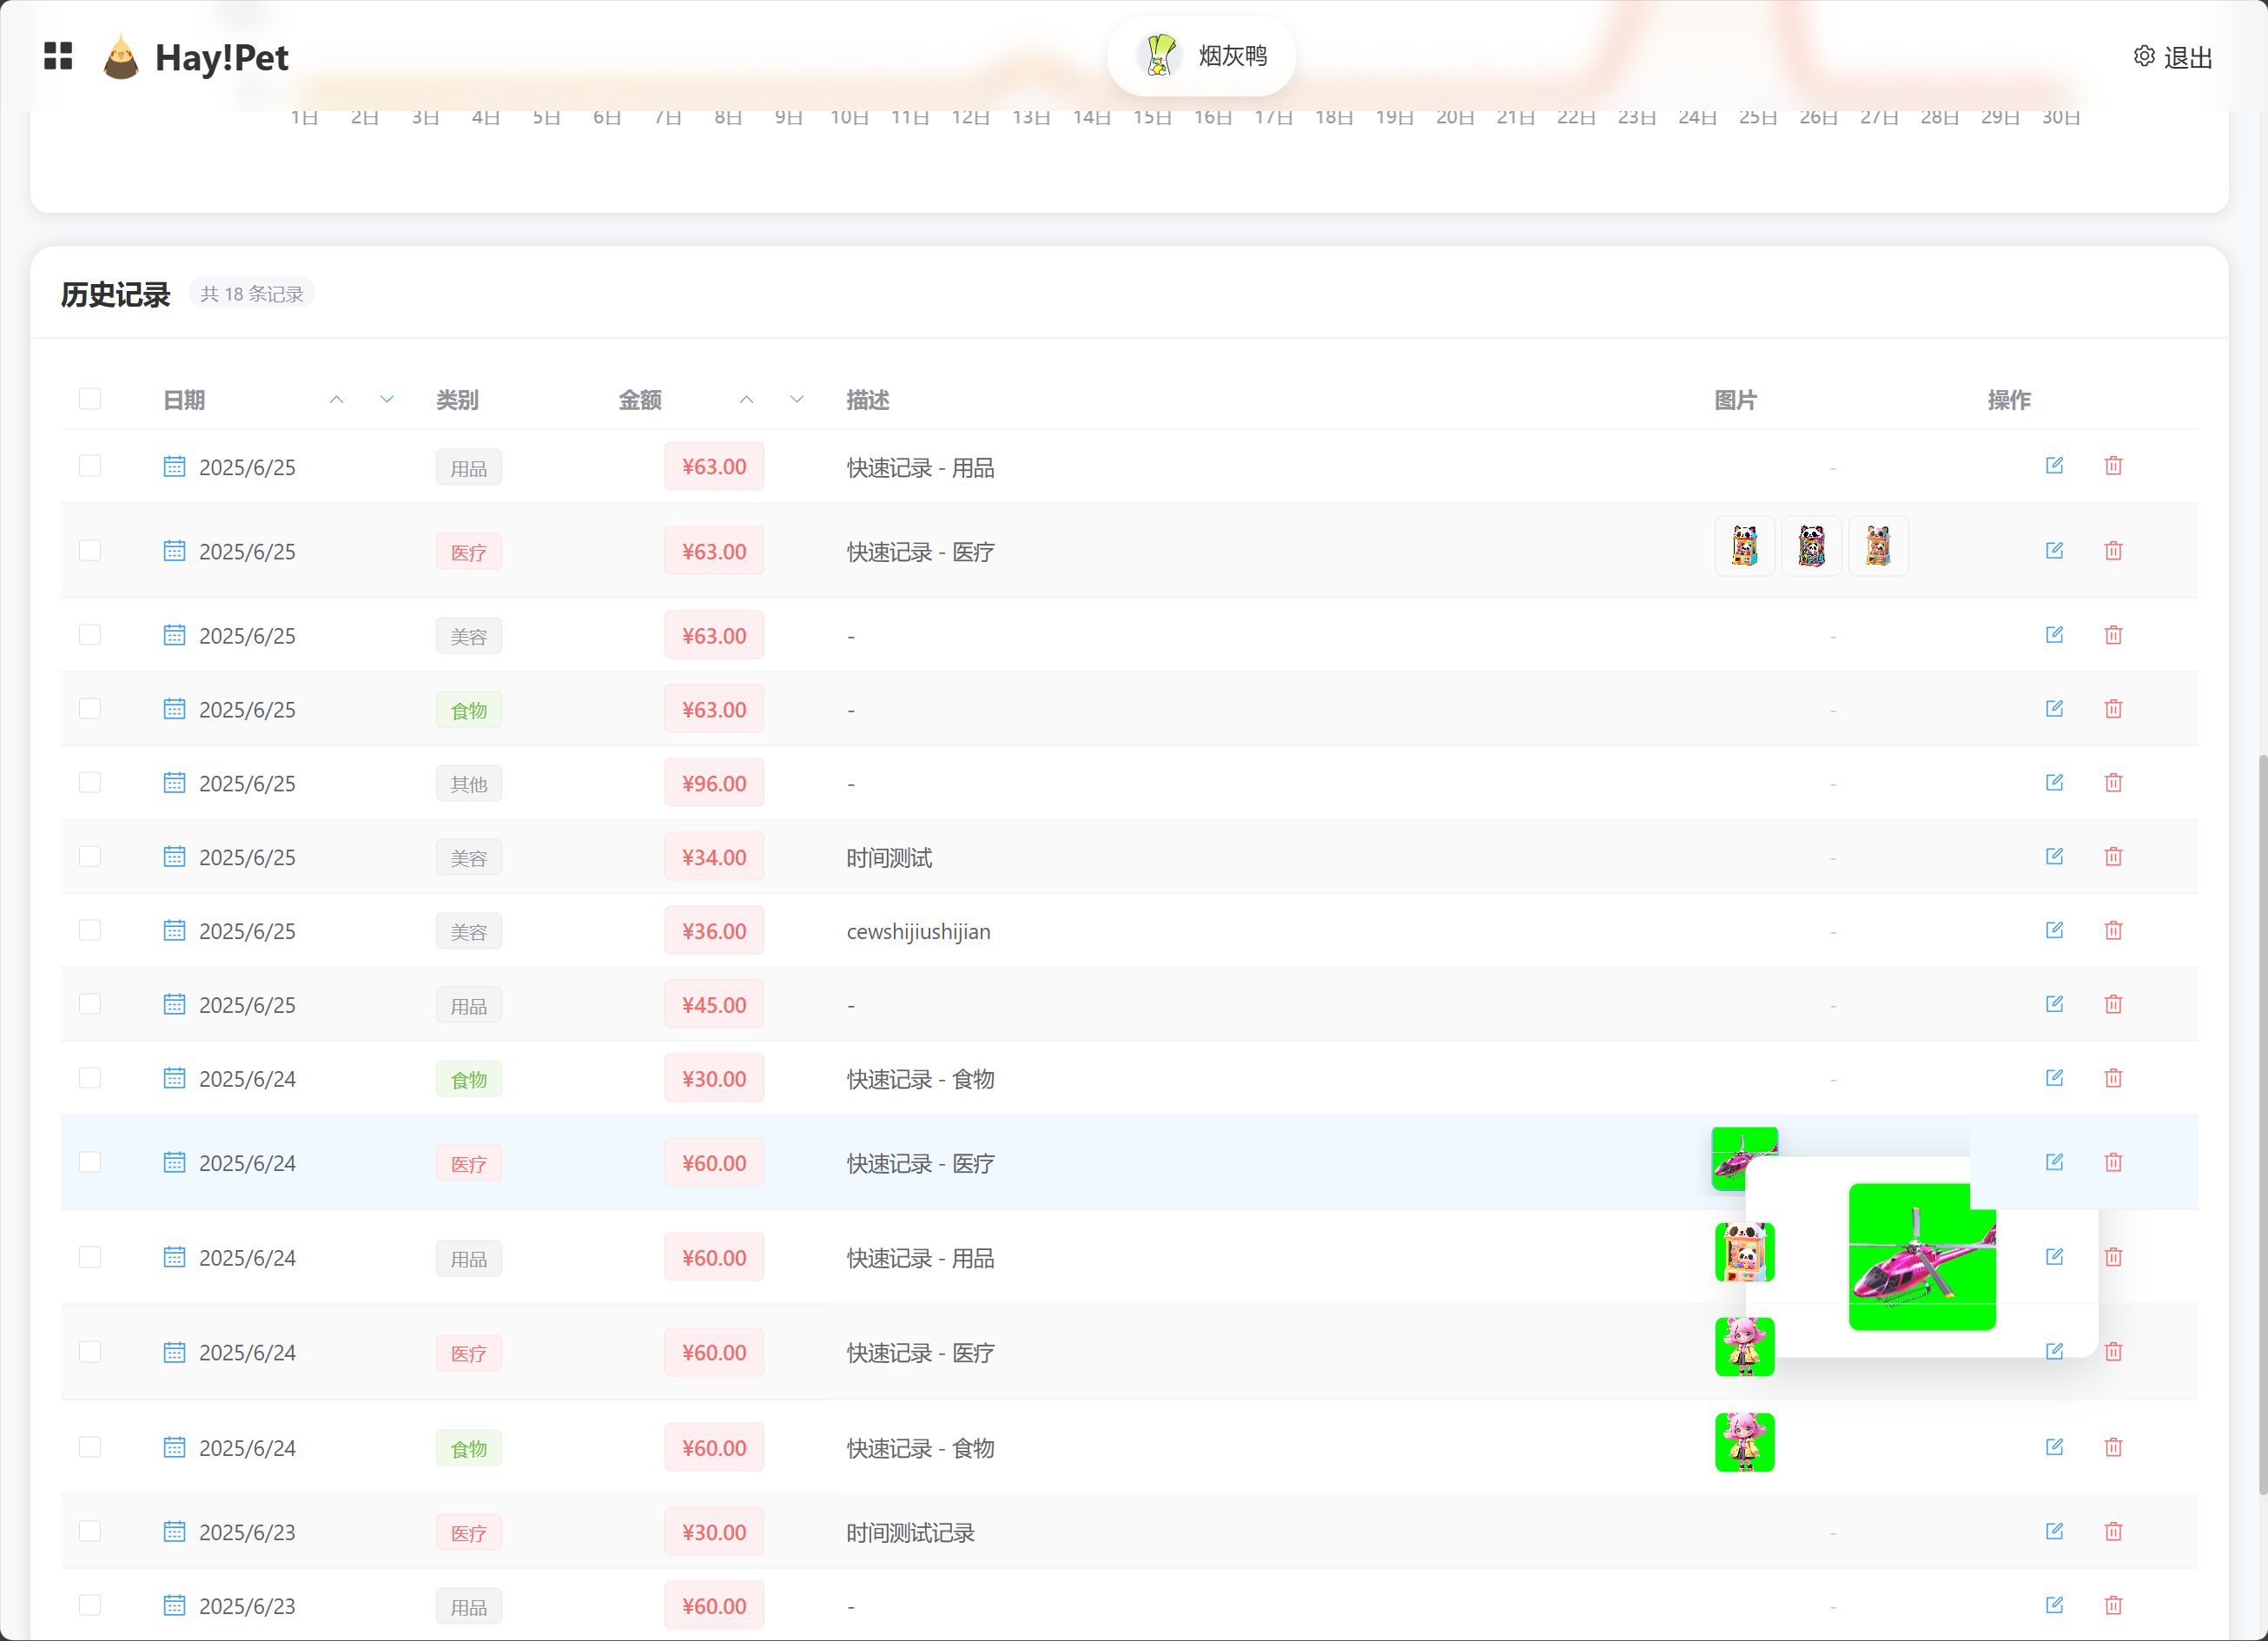 Hay!Pet
烟灰鸭
退出
1日 2日 3日 4日 5日 6日 7日 8日 9日 10日 11日 12日 13日 14日 15日 16日 17日 18日 19日 20日 21日 22日 23日 24日 25日 26日 27日 28日 29日 30日
历史记录 共 18 条记录
日期 类别 金额 描述 图片 操作
2025/6/25 用品 ¥63.00 快速记录 - 用品 -
2025/6/25 医疗 ¥63.00 快速记录 - 医疗
2025/6/25 美容 ¥63.00 - -
2025/6/25 食物 ¥63.00 - -
2025/6/25 其他 ¥96.00 - -
2025/6/25 美容 ¥34.00 时间测试 -
2025/6/25 美容 ¥36.00 cewshijiushijian -
2025/6/25 用品 ¥45.00 - -
2025/6/24 食物 ¥30.00 快速记录 - 食物 -
2025/6/24 医疗 ¥60.00 快速记录 - 医疗
2025/6/24 用品 ¥60.00 快速记录 - 用品
2025/6/24 医疗 ¥60.00 快速记录 - 医疗
2025/6/24 食物 ¥60.00 快速记录 - 食物
2025/6/23 医疗 ¥30.00 时间测试记录 -
2025/6/23 用品 ¥60.00 - -